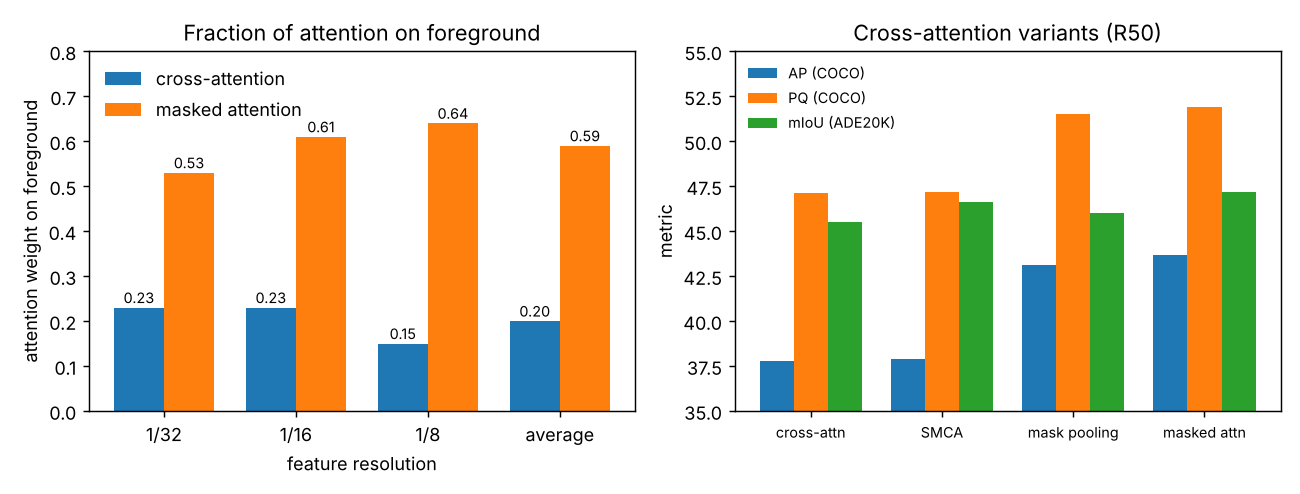 Fraction of attention on foreground
attention weight on foreground
0.8
0.7
0.6
0.5
0.4
0.3
0.2
0.1
0.0
cross-attention
masked attention
0.23
0.53
0.23
0.61
0.15
0.64
0.20
0.59
1/32
1/16
1/8
average
feature resolution
Cross-attention variants (R50)
metric
55.0
52.5
50.0
47.5
45.0
42.5
40.0
37.5
35.0
AP (COCO)
PQ (COCO)
mIoU (ADE20K)
cross-attn
SMCA
mask pooling
masked attn